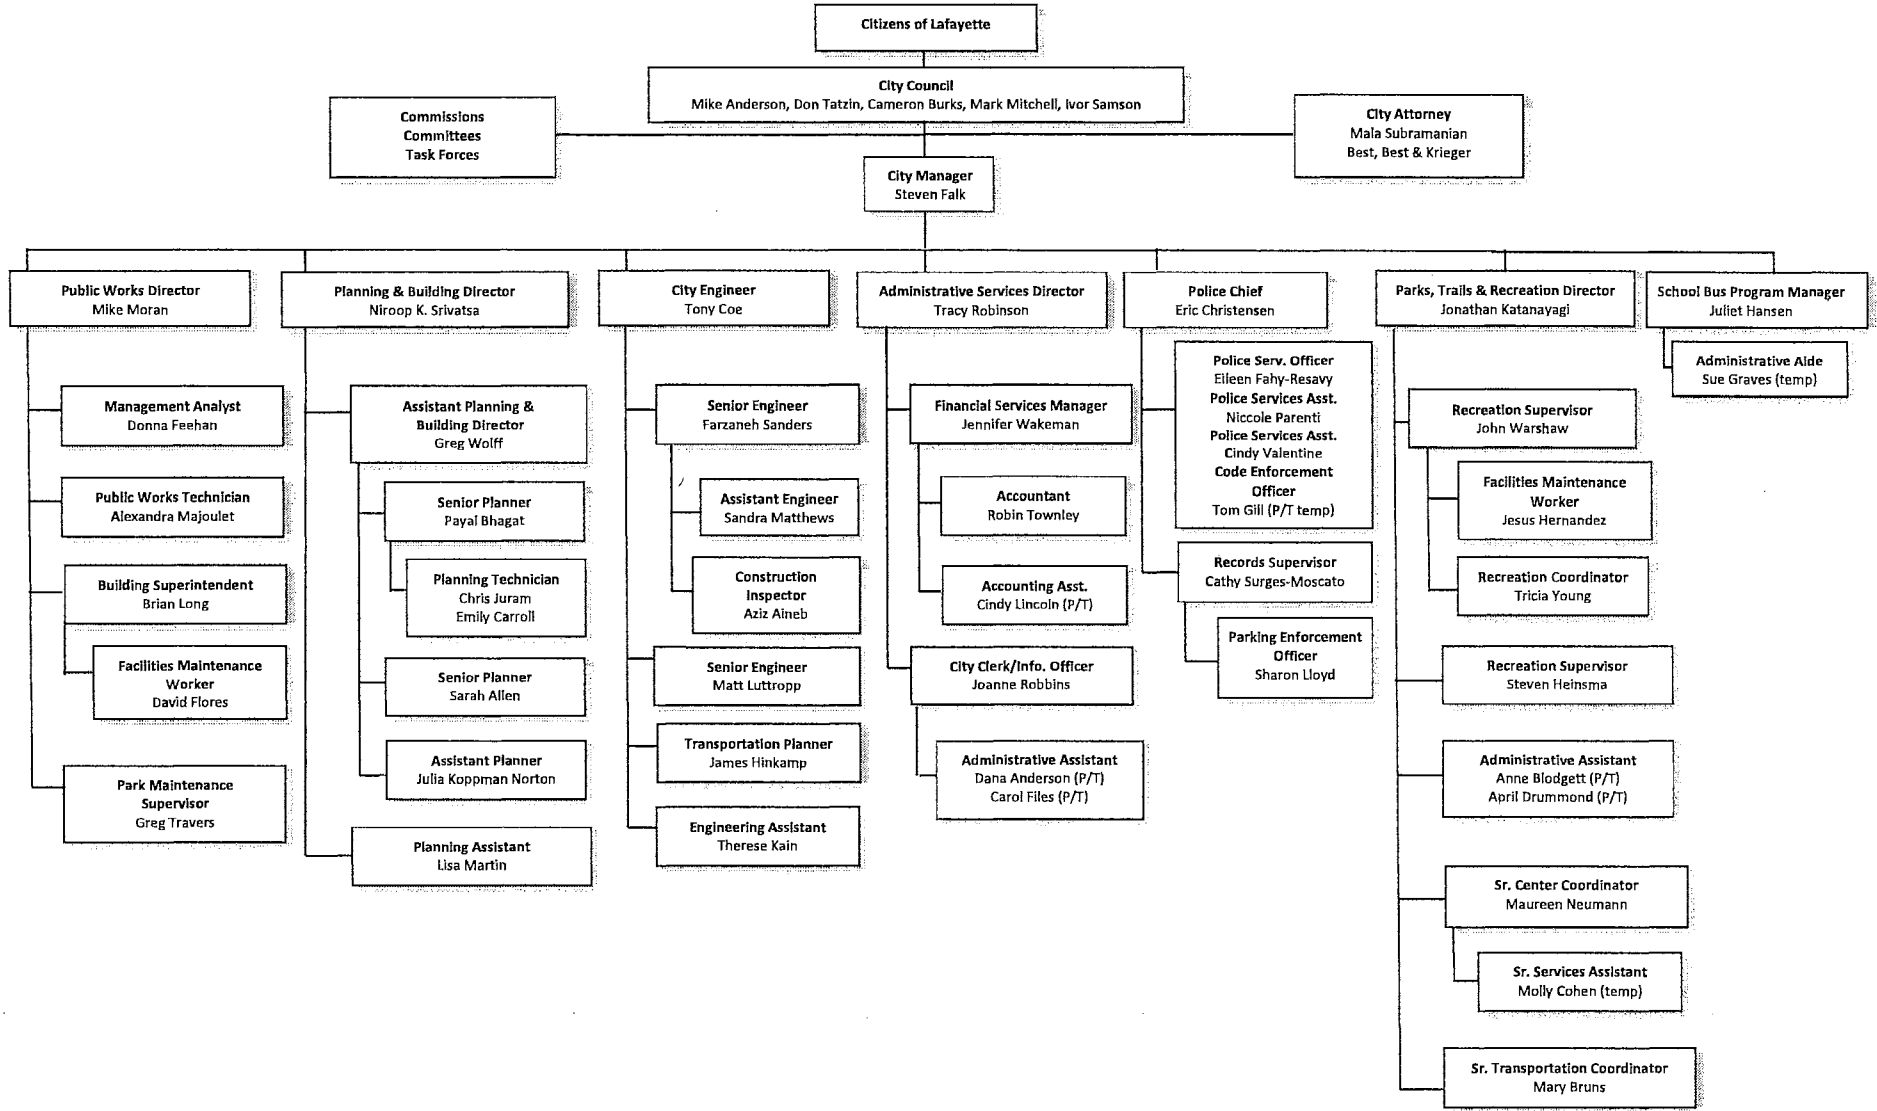 Citizens of Lafayette
City Council
Mike Anderson, Don Tatzin, Cameron Burks, Mark Mitchell, Ivor Samson
Commissions
Committees
Task Forces
City Attorney
Mala Subramanian
Best, Best & Krieger
City Manager
Steven Falk
Public Works Director
Mike Moran
Management Analyst
Donna Feehan
Public Works Technician
Alexandra Majoulet
Building Superintendent
Brian Long
Facilities Maintenance
Worker
David Flores
Park Maintenance
Supervisor
Greg Travers
Planning & Building Director
Niroop K. Srivatsa
Assistant Planning &
Building Director
Greg Wolff
Senior Planner
Payal Bhagat
Planning Technician
Chris Juram
Emily Carroll
Senior Planner
Sarah Allen
Assistant Planner
Julia Koppman Norton
Planning Assistant
Lisa Martin
City Engineer
Tony Coe
Senior Engineer
Farzaneh Sanders
Assistant Engineer
Sandra Matthews
Construction
Inspector
Aziz Aineb
Senior Engineer
Matt Luttropp
Transportation Planner
James Hinkamp
Engineering Assistant
Therese Kain
Administrative Services Director
Tracy Robinson
Financial Services Manager
Jennifer Wakeman
Accountant
Robin Townley
Accounting Asst.
Cindy Lincoln (P/T)
City Clerk/Info. Officer
Joanne Robbins
Administrative Assistant
Dana Anderson (P/T)
Carol Files (P/T)
Police Chief
Eric Christensen
Police Serv. Officer
Eileen Fahy-Resavy
Police Services Asst.
Niccole Parenti
Police Services Asst.
Cindy Valentine
Code Enforcement
Officer
Tom Gill (P/T temp)
Records Supervisor
Cathy Surges-Moscato
Parking Enforcement
Officer
Sharon Lloyd
Parks, Trails & Recreation Director
Jonathan Katanayagi
Recreation Supervisor
John Warshaw
Facilities Maintenance
Worker
Jesus Hernandez
Recreation Coordinator
Tricia Young
Recreation Supervisor
Steven Heinsma
Administrative Assistant
Anne Blodgett (P/T)
April Drummond (P/T)
Sr. Center Coordinator
Maureen Neumann
Sr. Services Assistant
Molly Cohen (temp)
Sr. Transportation Coordinator
Mary Bruns
School Bus Program Manager
Juliet Hansen
Administrative Aide
Sue Graves (temp)